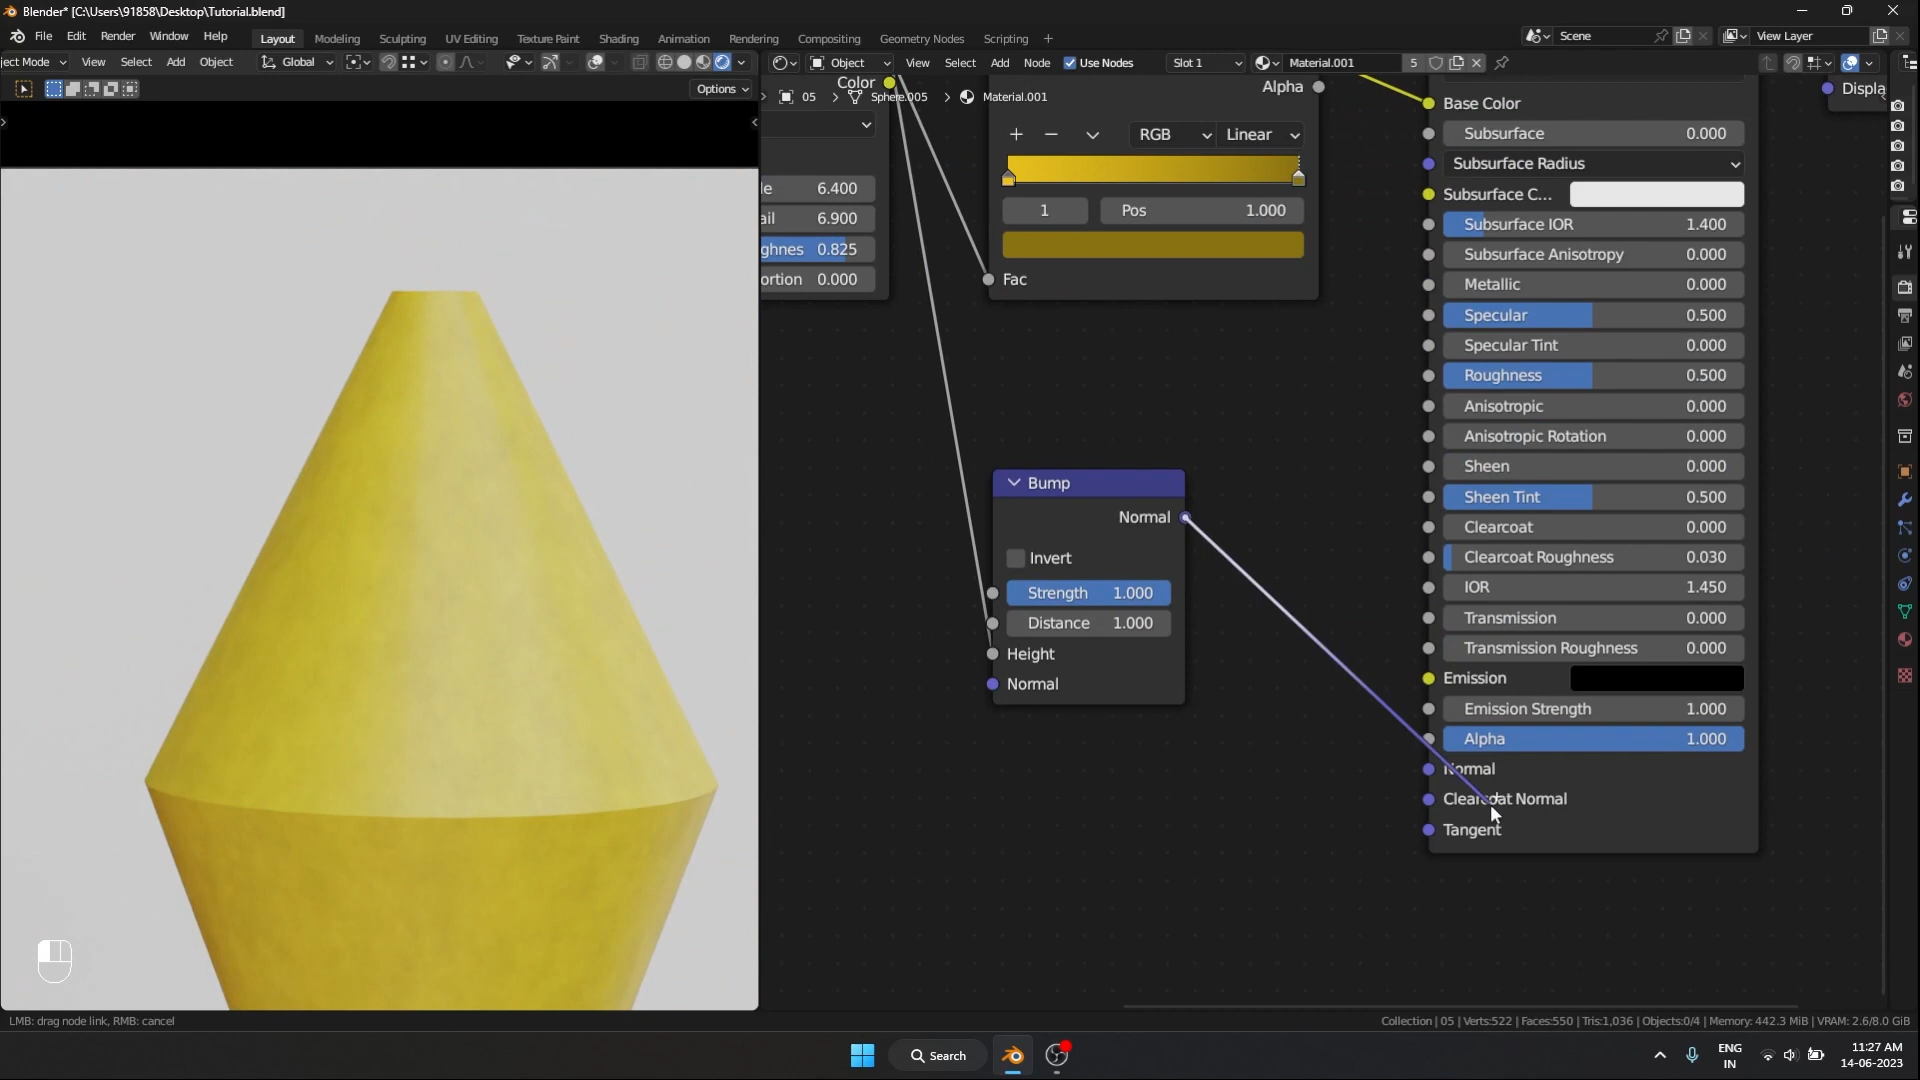 Blender* [C:\Users\91858\Desktop\Tutorial.blend]
File Edit Render Window Help Layout Modeling Sculpting UV Editing Texture Paint Shading Animation Rendering Compositing Geometry Nodes Scripting + Scene View Layer
ject Mode View Select Add Object Global Object View Select Add Node Use Nodes Slot 1 Material.001 5
Options
Color
05 Sphere.005 Material.001
Alpha
Displa
Base Color
RGB Linear
Subsurface 0.000
Subsurface Radius
le 6.400
Subsurface C...
1 Pos 1.000
ail 6.900
Subsurface IOR 1.400
ghnes 0.825
Subsurface Anisotropy 0.000
ortion 0.000
Fac
Metallic 0.000
Specular 0.500
Specular Tint 0.000
Roughness 0.500
Anisotropic 0.000
Anisotropic Rotation 0.000
Sheen 0.000
Bump
Sheen Tint 0.500
Normal
Clearcoat 0.000
Invert
Clearcoat Roughness 0.030
Strength 1.000
IOR 1.450
Distance 1.000
Transmission 0.000
Height
Transmission Roughness 0.000
Normal
Emission
Emission Strength 1.000
Alpha 1.000
Normal
Clearcoat Normal
Tangent
LMB: drag node link, RMB: cancel
Collection | 05 | Verts:522 | Faces:550 | Tris:1,036 | Objects:0/4 | Memory: 442.3 MiB | VRAM: 2.6/8.0 GiB
Search
ENG
IN
11:27 AM
14-06-2023